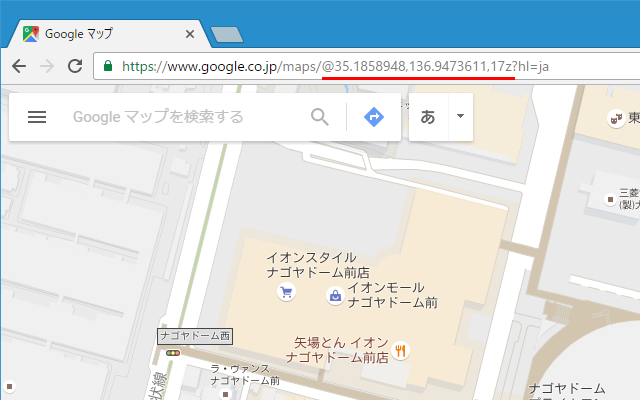 Google マップ
https://www.google.co.jp/maps/@35.1858948,136.9473611,17z?hl=ja
Google マップを検索する
あ
東
三菱
(製)大
イオンスタイル
ナゴヤドーム前店
イオンモール
ナゴヤドーム前
矢場とん イオン
ナゴヤドーム前店
ナゴヤドーム西
ラ・ヴァンス
ナゴヤドーム前
状線
ナゴヤドーム